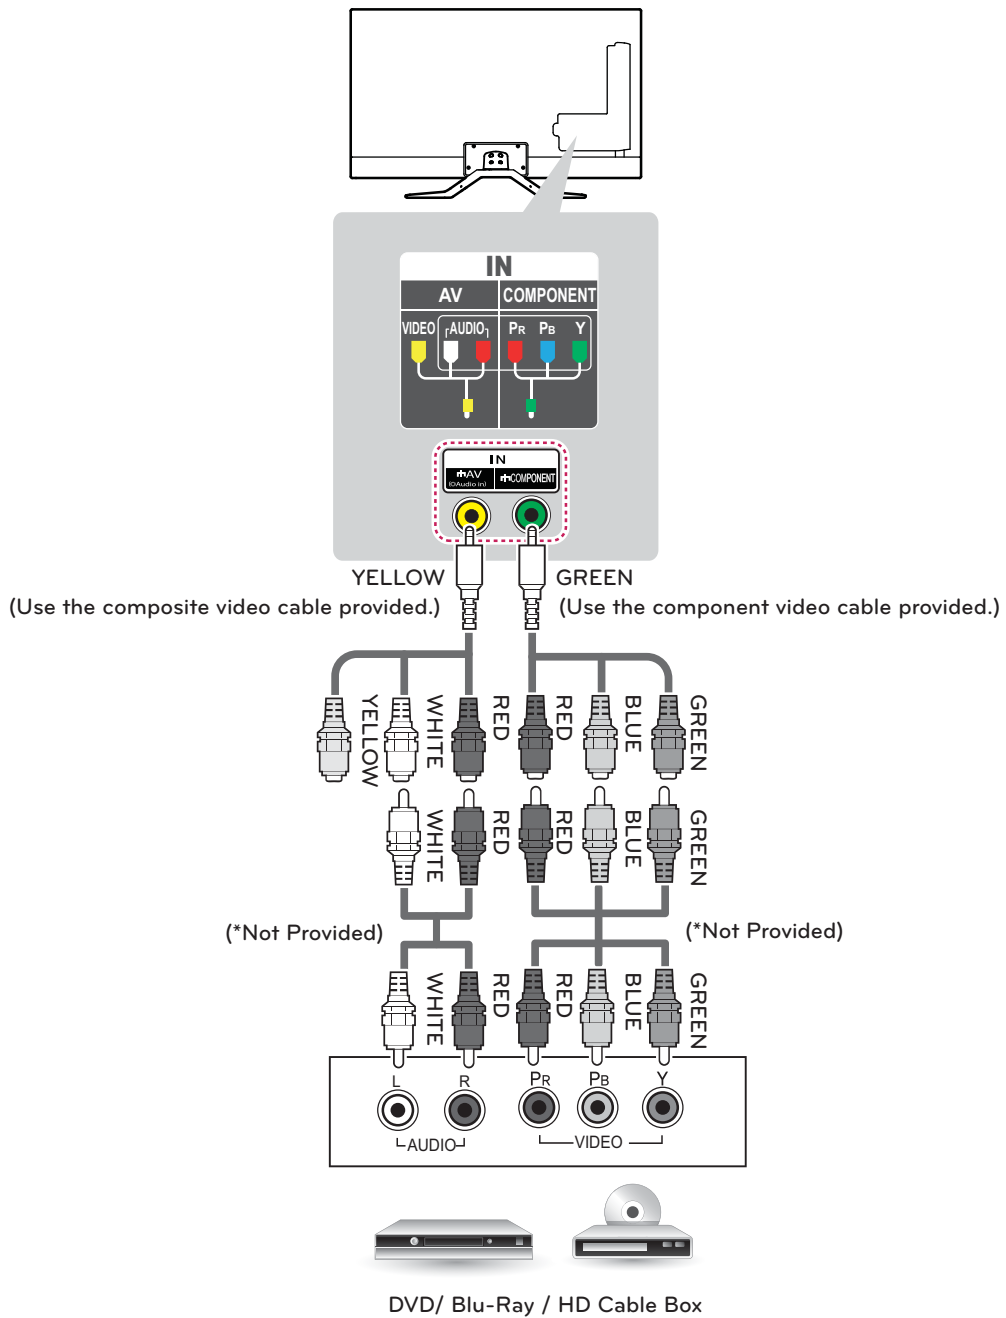 IN
AV COMPONENT
VIDEO AUDIO PR PB Y
IN
AV COMPONENT
(Audio in)
YELLOW GREEN
(Use the composite video cable provided.) (Use the component video cable provided.)
YELLOW WHITE RED RED BLUE GREEN
WHITE RED RED BLUE GREEN
(*Not Provided) (*Not Provided)
WHITE RED RED BLUE GREEN
L R PR PB Y
AUDIO VIDEO
DVD/ Blu-Ray / HD Cable Box